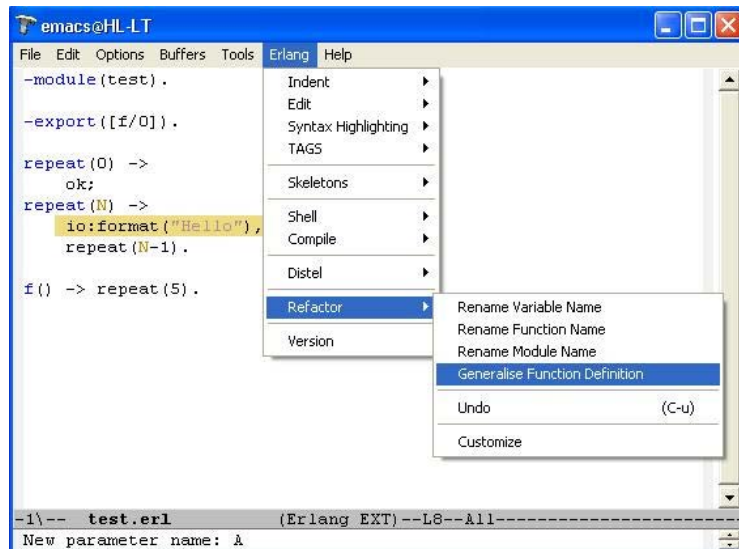 emacs@HL-LT
File Edit Options Buffers Tools Erlang Help
-module(test).
-export([f/0]).
repeat(0) ->
ok;
repeat(N) ->
io:format("Hello"),
repeat(N-1).
f() -> repeat(5).
Indent
Edit
Syntax Highlighting
TAGS
Skeletons
Shell
Compile
Distel
Refactor
Version
Rename Variable Name
Rename Function Name
Rename Module Name
Generalise Function Definition
Undo (C-u)
Customize
-1\-- test.erl (Erlang EXT)--L8--All------------------------
New parameter name: A